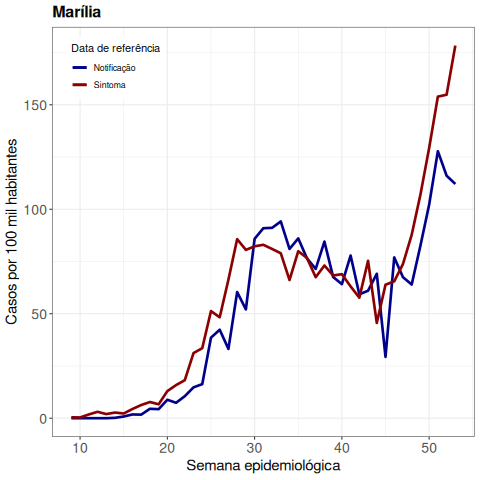 Marília
Data de referência
Notificação
Sintoma
Casos por 100 mil habitantes
150
100
50
0
10 20 30 40 50
Semana epidemiológica